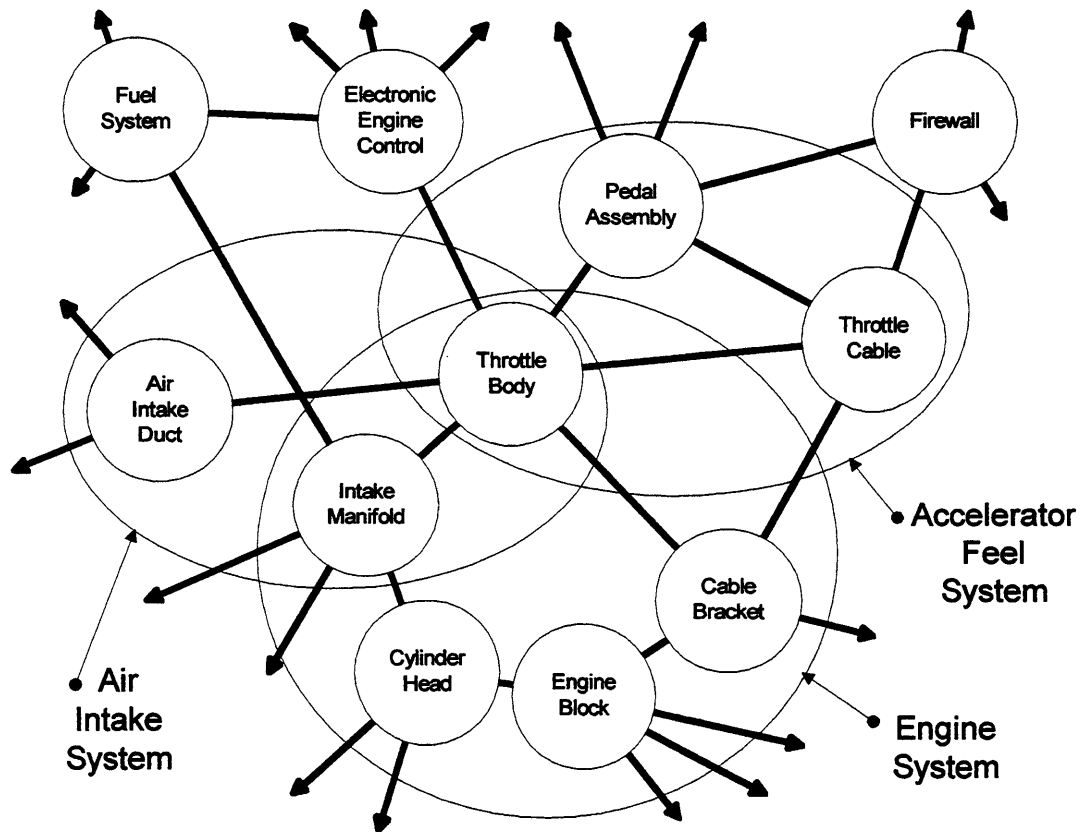 Fuel
System
Electronic
Engine
Control
Pedal
Assembly
Firewall
Air
Intake
Duct
Throttle
Body
Throttle
Cable
Intake
Manifold
Accelerator
Feel
System
Cable
Bracket
Cylinder
Head
Engine
Block
Air
Intake
System
Engine
System